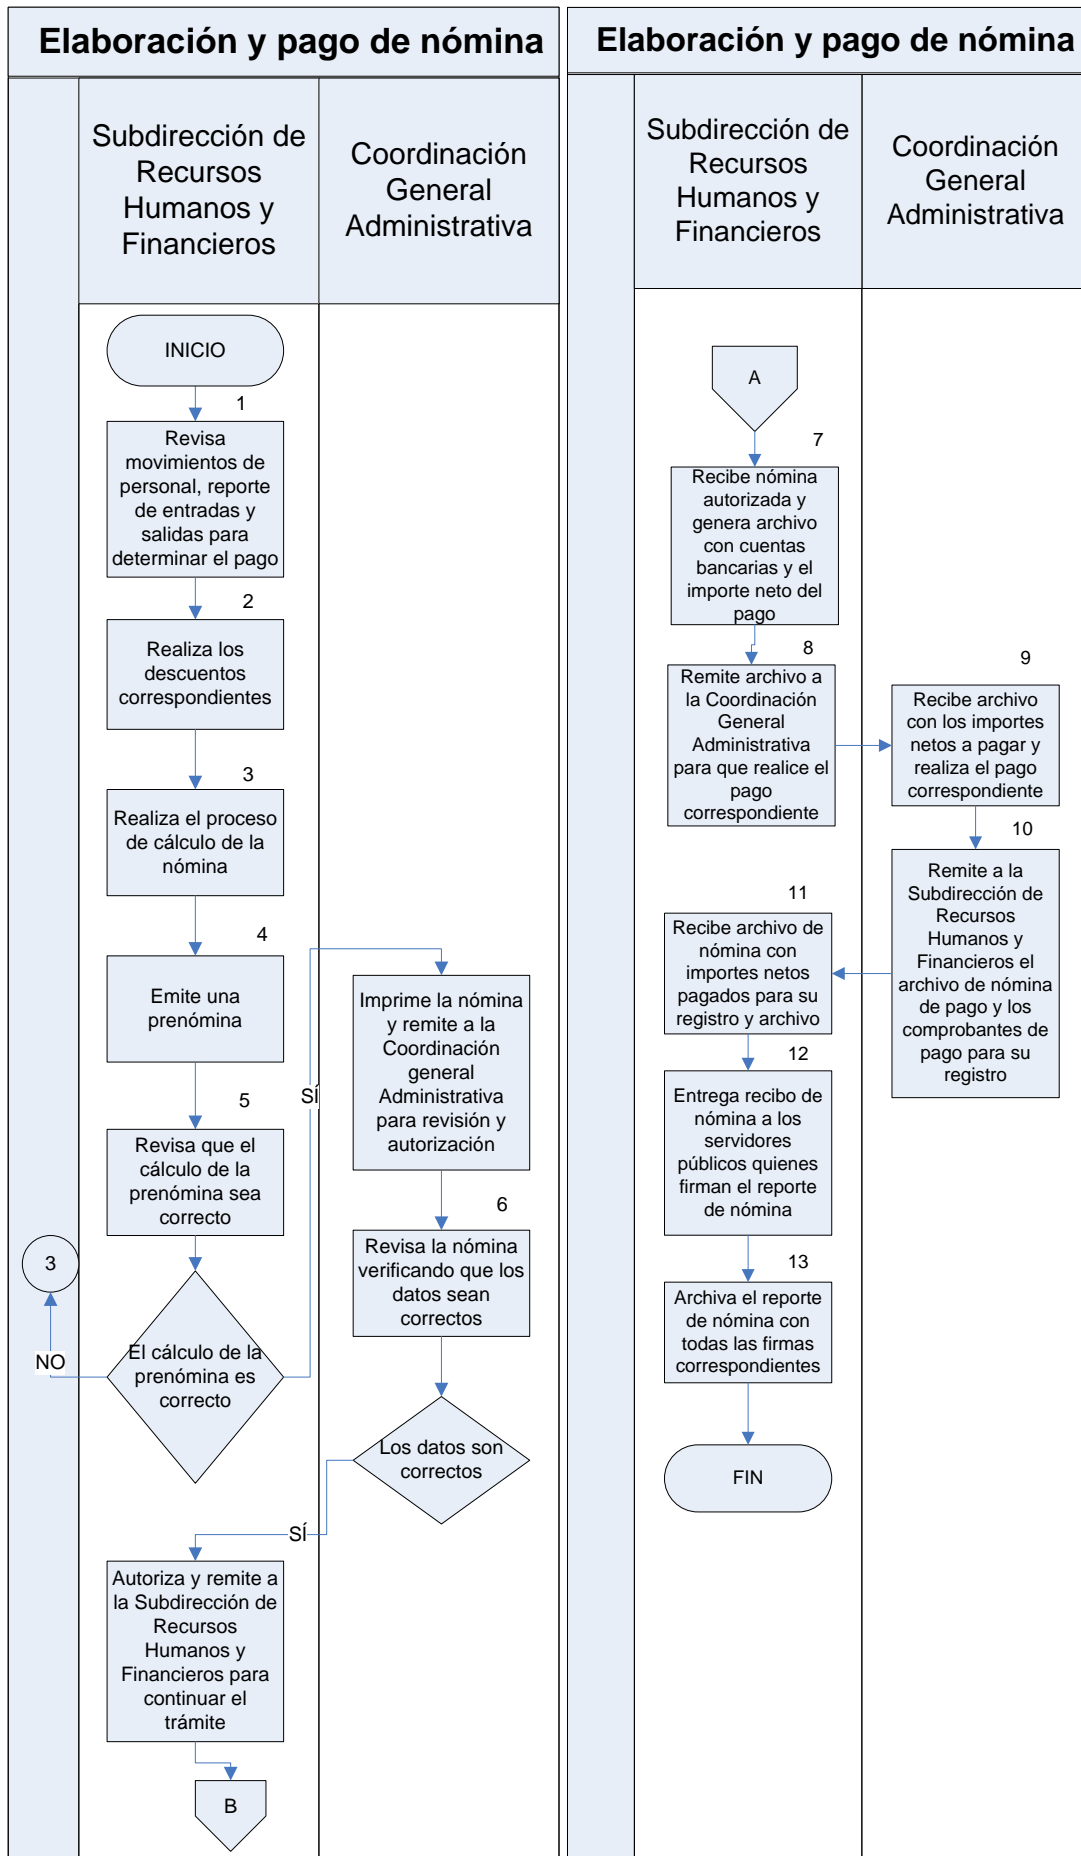 Elaboración y pago de nómina
Subdirección de
Recursos
Humanos y
Financieros
Coordinación
General
Administrativa
INICIO
1
Revisa
movimientos de
personal, reporte
de entradas y
salidas para
determinar el pago
2
Realiza los
descuentos
correspondientes
3
Realiza el proceso
de cálculo de la
nómina
4
Emite una
prenómina
5
Revisa que el
cálculo de la
prenómina sea
correcto
3
NO
El cálculo de la
prenómina es
correcto
SÍ
Imprime la nómina
y remite a la
Coordinación
general
Administrativa
para revisión y
autorización
6
Revisa la nómina
verificando que los
datos sean
correctos
Los datos son
correctos
SÍ
Autoriza y remite a
la Subdirección de
Recursos
Humanos y
Financieros para
continuar el
trámite
B
Elaboración y pago de nómina
Subdirección de
Recursos
Humanos y
Financieros
Coordinación
General
Administrativa
A
7
Recibe nómina
autorizada y
genera archivo
con cuentas
bancarias y el
importe neto del
pago
8
Remite archivo a
la Coordinación
General
Administrativa
para que realice el
pago
correspondiente
9
Recibe archivo
con los importes
netos a pagar y
realiza el pago
correspondiente
10
Remite a la
Subdirección de
Recursos
Humanos y
Financieros el
archivo de nómina
de pago y los
comprobantes de
pago para su
registro
11
Recibe archivo de
nómina con
importes netos
pagados para su
registro y archivo
12
Entrega recibo de
nómina a los
servidores
públicos quienes
firman el reporte
de nómina
13
Archiva el reporte
de nómina con
todas las firmas
correspondientes
FIN